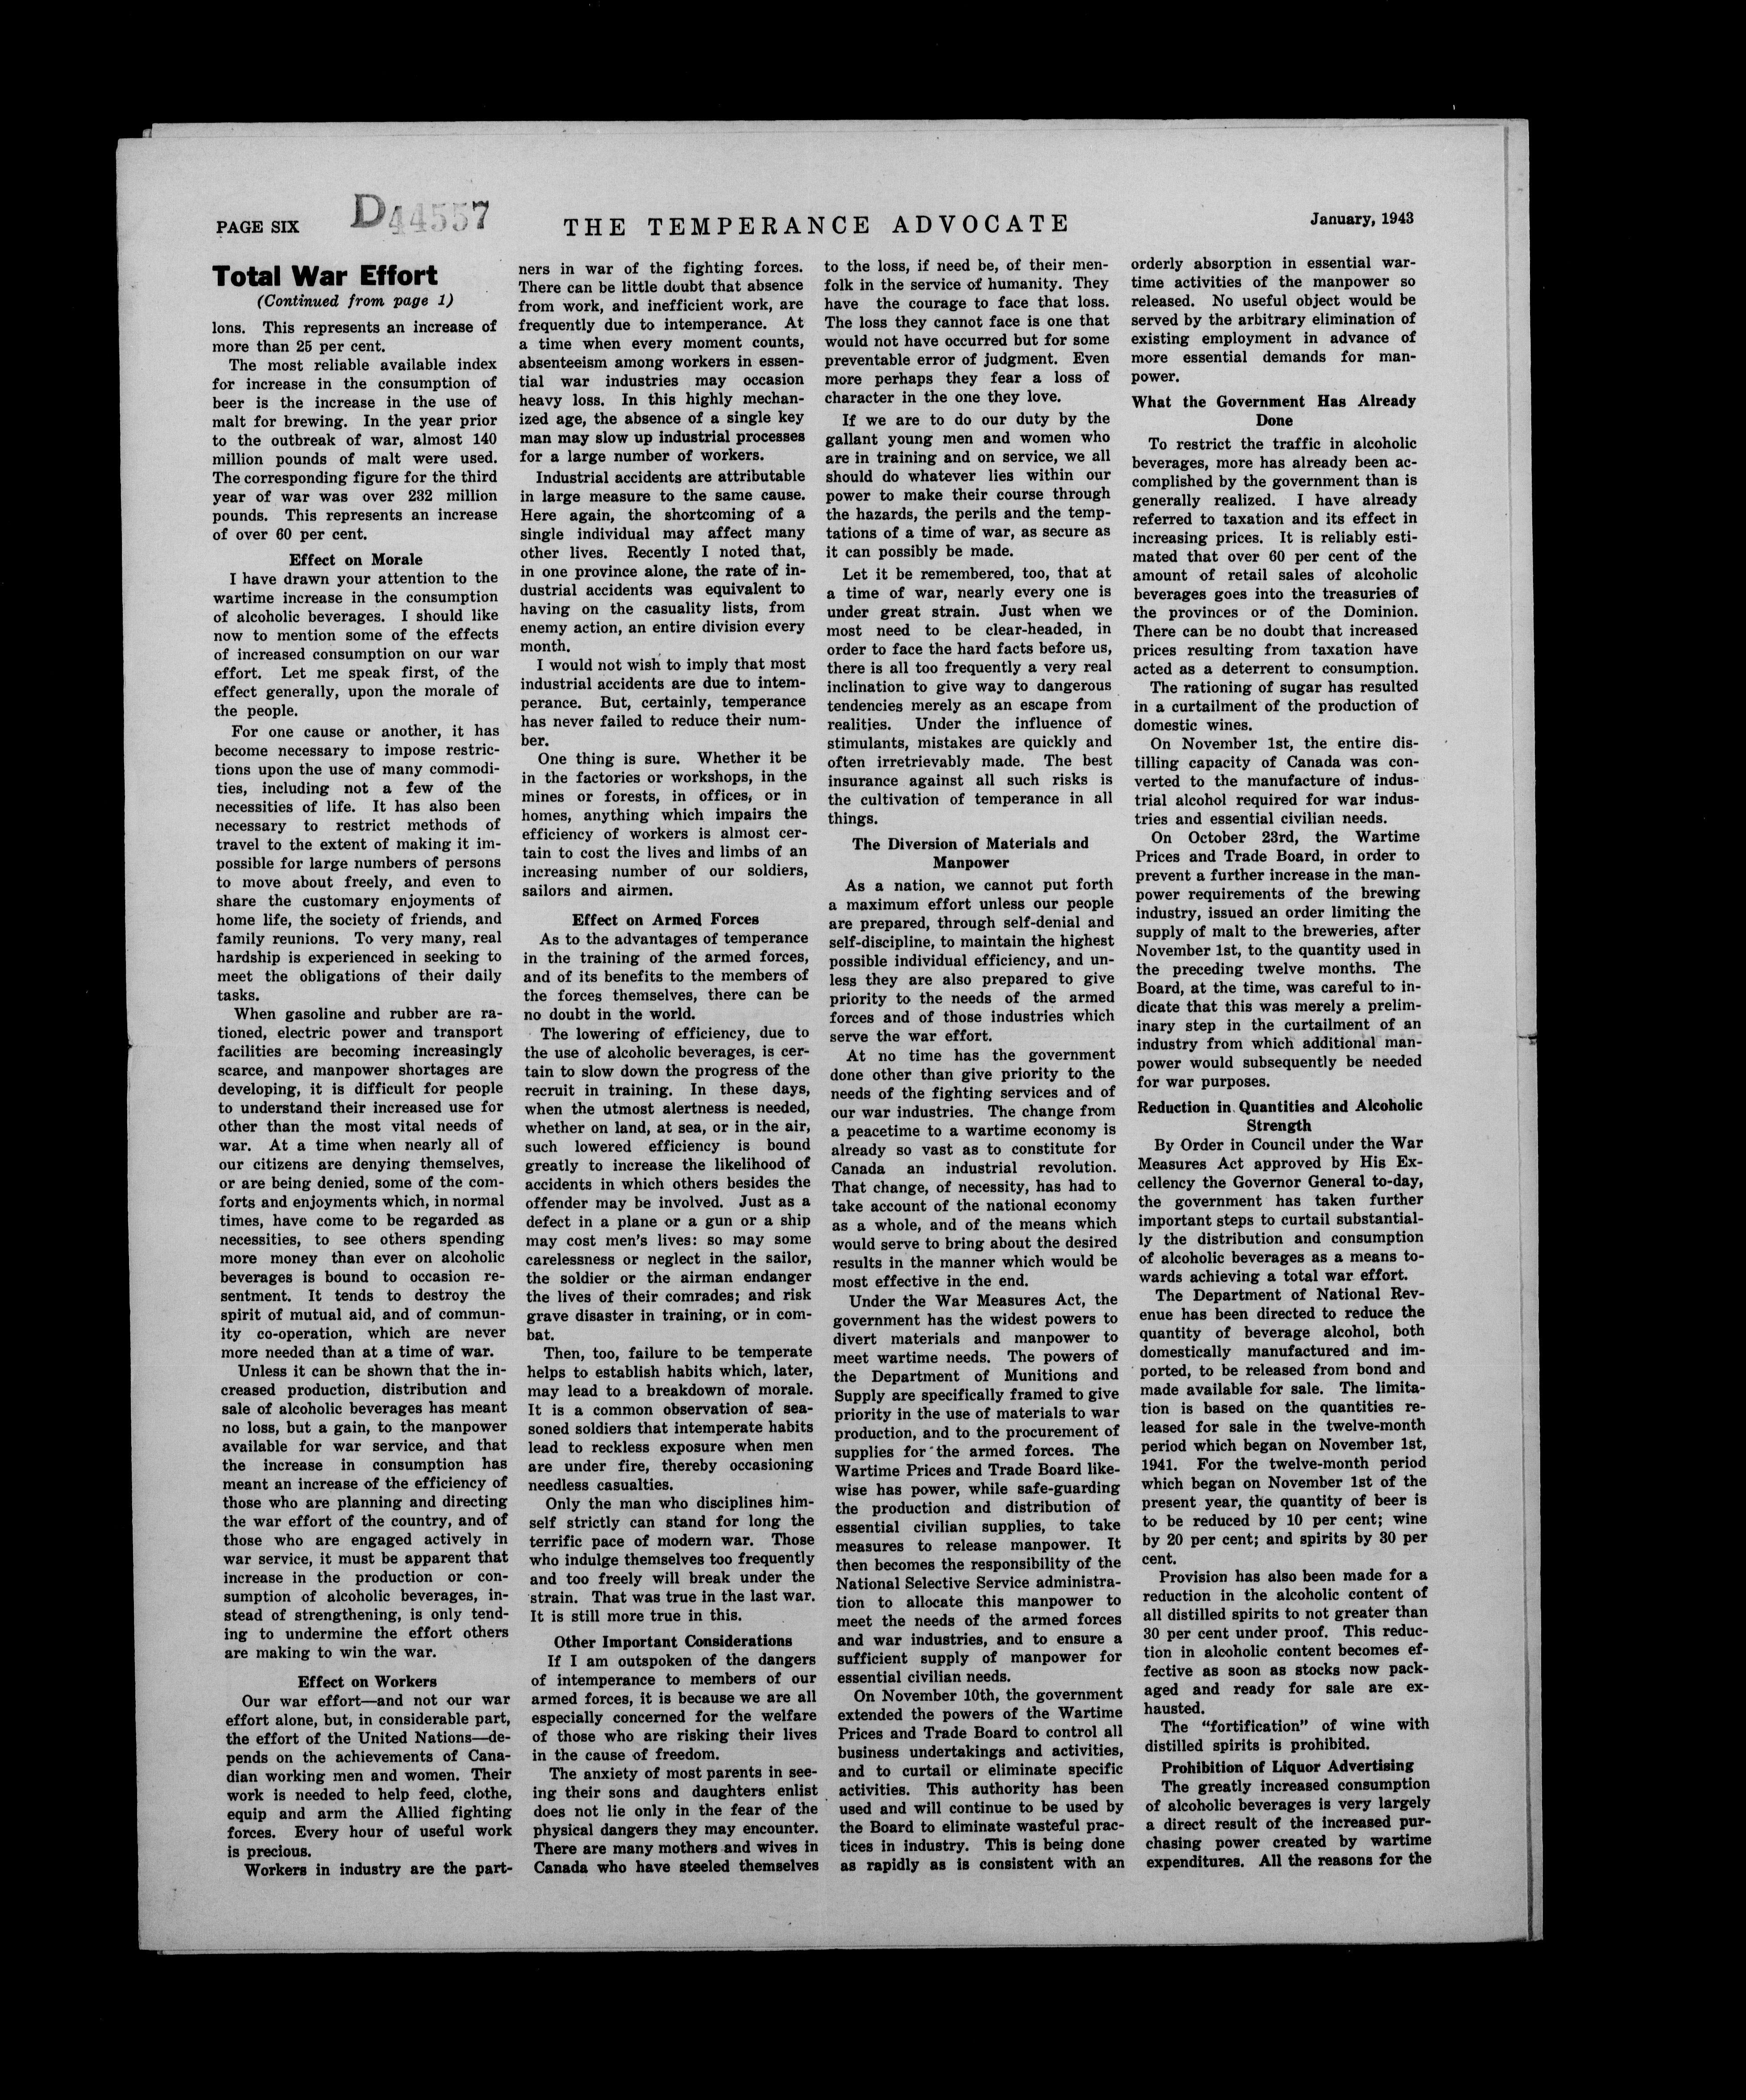 PAGE SIX
D44557
THE TEMPERANCE ADVOCATE
January, 1943
Total War Effort
(Continued from page 1)
lons. This represents an increase of
more than 25 per cent.
The most reliable available index
for increase in the consumption of
beer is the increase in the use of
malt for brewing. In the year prior
to the outbreak of war, almost 140
million pounds of malt were used.
The corresponding figure for the third
year of war was over 232 million
pounds. This represents an increase
of over 60 per cent.
Effect on Morale
I have drawn your attention to the
wartime increase in the consumption
of alcoholic beverages. I should like
now to mention some of the effects
of increased consumption on our war
effort. Let me speak first, of the
effect generally, upon the morale of
the people.
For one cause or another, it has
become necessary to impose restric-
tions upon the use of many commodi-
ties, including not a few of the
necessities of life. It has also been
necessary to restrict methods of
travel to the extent of making it im-
possible for large numbers of persons
to move about freely, and even to
share the customary enjoyments of
home life, the society of friends, and
family reunions. To very many, real
hardship is experienced in seeking to
meet the obligations of their daily
tasks.
When gasoline and rubber are ra-
tioned, electric power and transport
facilities are becoming increasingly
scarce, and manpower shortages are
developing, it is difficult for people
to understand their increased use for
other than the most vital needs of
war. At a time when nearly all of
our citizens are denying themselves,
or are being denied, some of the com-
forts and enjoyments which, in normal
times, have come to be regarded as
necessities, to see others spending
more money than ever on alcoholic
beverages is bound to occasion re-
sentment. It tends to destroy the
spirit of mutual aid, and of commun-
ity co-operation, which are never
more needed than at a time of war.
Unless it can be shown that the in-
creased production, distribution and
sale of alcoholic beverages has meant
no loss, but a gain, to the manpower
available for war service, and that
the increase in consumption has
meant an increase of the efficiency of
those who are planning and directing
the war effort of the country, and of
those who are engaged actively in
war service, it must be apparent that
increase in the production or con-
sumption of alcoholic beverages, in-
stead of strengthening, is only tend-
ing to undermine the effort others
are making to win the war.
Effect on Workers
Our war effort—and not our war
effort alone, but, in considerable part,
the effort of the United Nations—de-
pends on the achievements of Cana-
dian working men and women. Their
work is needed to help feed, clothe,
equip and arm the Allied fighting
forces. Every hour of useful work
is precious.
Workers in industry are the part-
ners in war of the fighting forces.
There can be little doubt that absence
from work, and inefficient work, are
frequently due to intemperance. At
a time when every moment counts,
absenteeism among workers in essen-
tial war industries may occasion
heavy loss. In this highly mechan-
ized age, the absence of a single key
man may slow up industrial processes
for a large number of workers.
Industrial accidents are attributable
in large measure to the same cause.
Here again, the shortcoming of a
single individual may affect many
other lives. Recently I noted that,
in one province alone, the rate of in-
dustrial accidents was equivalent to
having on the casuality lists, from
enemy action, an entire division every
month.
I would not wish to imply that most
industrial accidents are due to intem-
perance. But, certainly, temperance
has never failed to reduce their num-
ber.
One thing is sure. Whether it be
in the factories or workshops, in the
mines or forests, in offices, or in
homes, anything which impairs the
efficiency of workers is almost cer-
tain to cost the lives and limbs of an
increasing number of our soldiers,
sailors and airmen.
Effect on Armed Forces
As to the advantages of temperance
in the training of the armed forces,
and of its benefits to the members of
the forces themselves, there can be
no doubt in the world.
The lowering of efficiency, due to
the use of alcoholic beverages, is cer-
tain to slow down the progress of the
recruit in training. In these days,
when the utmost alertness is needed,
whether on land, at sea, or in the air,
such lowered efficiency is bound
greatly to increase the likelihood of
accidents in which others besides the
offender may be involved. Just as a
defect in a plane or a gun or a ship
may cost men's lives: so may some
carelessness or neglect in the sailor,
the soldier or the airman endanger
the lives of their comrades; and risk
grave disaster in training, or in com-
bat.
Then, too, failure to be temperate
helps to establish habits which, later,
may lead to a breakdown of morale.
It is a common observation of sea-
soned soldiers that intemperate habits
lead to reckless exposure when men
are under fire, thereby occasioning
needless casualties.
Only the man who disciplines him-
self strictly can stand for long the
terrific pace of modern war. Those
who indulge themselves too frequently
and too freely will break under the
strain. That was true in the last war.
It is still more true in this.
Other Important Considerations
If I am outspoken of the dangers
of intemperance to members of our
armed forces, it is because we are all
especially concerned for the welfare
of those who are risking their lives
in the cause of freedom.
The anxiety of most parents in see-
ing their sons and daughters enlist
does not lie only in the fear of the
physical dangers they may encounter.
There are many mothers and wives in
Canada who have steeled themselves
to the loss, if need be, of their men-
folk in the service of humanity. They
have the courage to face that loss.
The loss they cannot face is one that
would not have occurred but for some
preventable error of judgment. Even
more perhaps they fear a loss of
character in the one they love.
If we are to do our duty by the
gallant young men and women who
are in training and on service, we all
should do whatever lies within our
power to make their course through
the hazards, the perils and the temp-
tations of a time of war, as secure as
it can possibly be made.
Let it be remembered, too, that at
a time of war, nearly every one is
under great strain. Just when we
most need to be clear-headed, in
order to face the hard facts before us,
there is all too frequently a very real
inclination to give way to dangerous
tendencies merely as an escape from
realities. Under the influence of
stimulants, mistakes are quickly and
often irretrievably made. The best
insurance against all such risks is
the cultivation of temperance in all
things.
The Diversion of Materials and
Manpower
As a nation, we cannot put forth
a maximum effort unless our people
are prepared, through self-denial and
self-discipline, to maintain the highest
possible individual efficiency, and un-
less they are also prepared to give
priority to the needs of the armed
forces and of those industries which
serve the war effort.
At no time has the government
done other than give priority to the
needs of the fighting services and of
our war industries. The change from
a peacetime to a wartime economy is
already so vast as to constitute for
Canada an industrial revolution.
That change, of necessity, has had to
take account of the national economy
as a whole, and of the means which
would serve to bring about the desired
results in the manner which would be
most effective in the end.
Under the War Measures Act, the
government has the widest powers to
divert materials and manpower to
meet wartime needs. The powers of
the Department of Munitions and
Supply are specifically framed to give
priority in the use of materials to war
production, and to the procurement of
supplies for the armed forces. The
Wartime Prices and Trade Board like-
wise has power, while safe-guarding
the production and distribution of
essential civilian supplies, to take
measures to release manpower. It
then becomes the responsibility of the
National Selective Service administra-
tion to allocate this manpower to
meet the needs of the armed forces
and war industries, and to ensure a
sufficient supply of manpower for
essential civilian needs.
On November 10th, the government
extended the powers of the Wartime
Prices and Trade Board to control all
business undertakings and activities,
and to curtail or eliminate specific
activities. This authority has been
used and will continue to be used by
the Board to eliminate wasteful prac-
tices in industry. This is being done
as rapidly as is consistent with an
orderly absorption in essential war-
time activities of the manpower so
released. No useful object would be
served by the arbitrary elimination of
existing employment in advance of
more essential demands for man-
power.
What the Government Has Already
Done
To restrict the traffic in alcoholic
beverages, more has already been ac-
complished by the government than is
generally realized. I have already
referred to taxation and its effect in
increasing prices. It is reliably esti-
mated that over 60 per cent of the
amount of retail sales of alcoholic
beverages goes into the treasuries of
the provinces or of the Dominion.
There can be no doubt that increased
prices resulting from taxation have
acted as a deterrent to consumption.
The rationing of sugar has resulted
in a curtailment of the production of
domestic wines.
On November 1st, the entire dis-
tilling capacity of Canada was con-
verted to the manufacture of indus-
trial alcohol required for war indus-
tries and essential civilian needs.
On October 23rd, the Wartime
Prices and Trade Board, in order to
prevent a further increase in the man-
power requirements of the brewing
industry, issued an order limiting the
supply of malt to the breweries, after
November 1st, to the quantity used in
the preceding twelve months. The
Board, at the time, was careful to in-
dicate that this was merely a prelim-
inary step in the curtailment of an
industry from which additional man-
power would subsequently be needed
for war purposes.
Reduction in Quantities and Alcoholic
Strength
By Order in Council under the War
Measures Act approved by His Ex-
cellency the Governor General to-day,
the government has taken further
important steps to curtail substantial-
ly the distribution and consumption
of alcoholic beverages as a means to-
wards achieving a total war effort.
The Department of National Rev-
enue has been directed to reduce the
quantity of beverage alcohol, both
domestically manufactured and im-
ported, to be released from bond and
made available for sale. The limita-
tion is based on the quantities re-
leased for sale in the twelve-month
period which began on November 1st,
1941. For the twelve-month period
which began on November 1st of the
present year, the quantity of beer is
to be reduced by 10 per cent; wine
by 20 per cent; and spirits by 30 per
cent.
Provision has also been made for a
reduction in the alcoholic content of
all distilled spirits to not greater than
30 per cent under proof. This reduc-
tion in alcoholic content becomes ef-
fective as soon as stocks now pack-
aged and ready for sale are ex-
hausted.
The "fortification" of wine with
distilled spirits is prohibited.
Prohibition of Liquor Advertising
The greatly increased consumption
of alcoholic beverages is very largely
a direct result of the increased pur-
chasing power created by wartime
expenditures. All the reasons for the